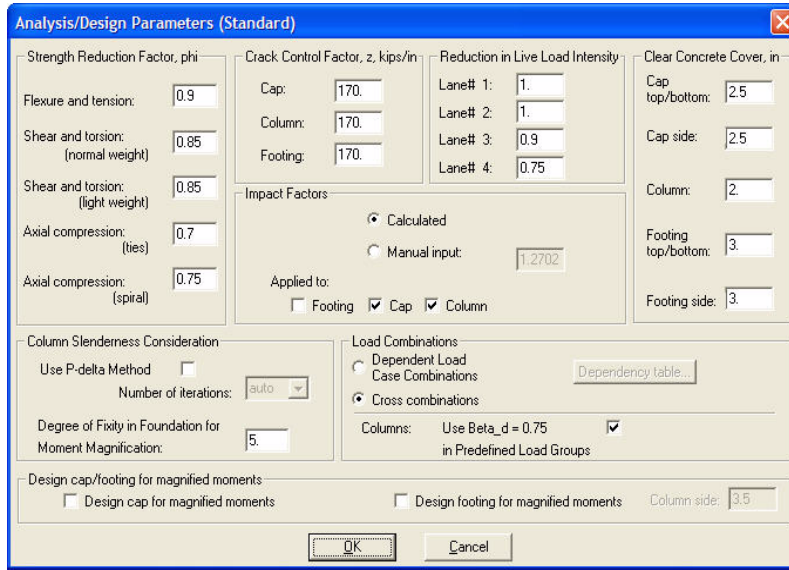 Analysis/Design Parameters (Standard)
Strength Reduction Factor, phi
Flexure and tension: 0.9
Shear and torsion: 0.85
(normal weight)
Shear and torsion: 0.85
(light weight)
Axial compression: 0.7
(ties)
Axial compression: 0.75
(spiral)
Crack Control Factor, z, kips/in
Cap: 170.
Column: 170.
Footing: 170.
Reduction in Live Load Intensity
Lane# 1: 1.
Lane# 2: 1.
Lane# 3: 0.9
Lane# 4: 0.75
Clear Concrete Cover, in
Cap
top/bottom: 2.5
Cap side: 2.5
Column: 2.
Footing
top/bottom: 3.
Footing side: 3.
Impact Factors
Calculated
Manual input: 1.2702
Applied to:
Footing Cap Column
Column Slenderness Consideration
Use P-delta Method
Number of iterations: auto
Degree of Fixity in Foundation for
Moment Magnification: 5.
Load Combinations
Dependent Load
Case Combinations Dependency table...
Cross combinations
Columns: Use Beta_d = 0.75
in Predefined Load Groups
Design cap/footing for magnified moments
Design cap for magnified moments Design footing for magnified moments Column side: 3.5
OK Cancel